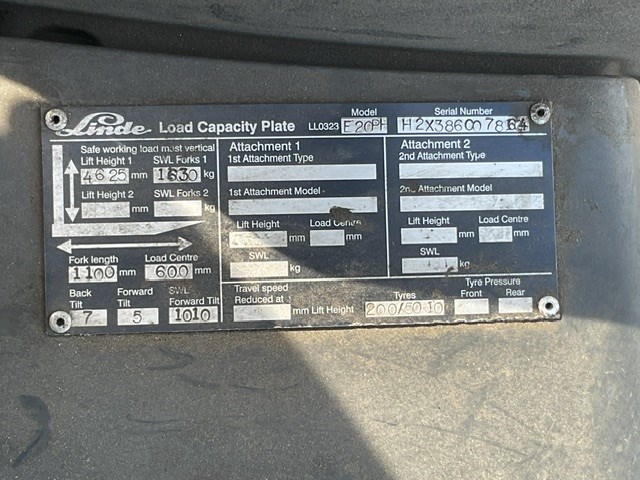 Linde Load Capacity Plate LL0323 Model E20PH Serial Number
Safe working load mast vertical
Lift Height 1 SWL Forks 1
4625 mm 1630 kg
Lift Height 2 SWL Forks 2
mm kg
Fork length Load Centre
1100 mm 600 mm
Back Tilt Forward Tilt SWL Forward Tilt
7 5 1010
Attachment 1
1st Attachment Type
1st Attachment Model
Lift Height Load Centre
mm mm
SWL
kg
Attachment 2
2nd Attachment Type
2nd Attachment Model
Lift Height Load Centre
mm mm
SWL
kg
Travel speed
Reduced at mm Lift Height
Tyres
200/50-10
Tyre Pressure
Front Rear